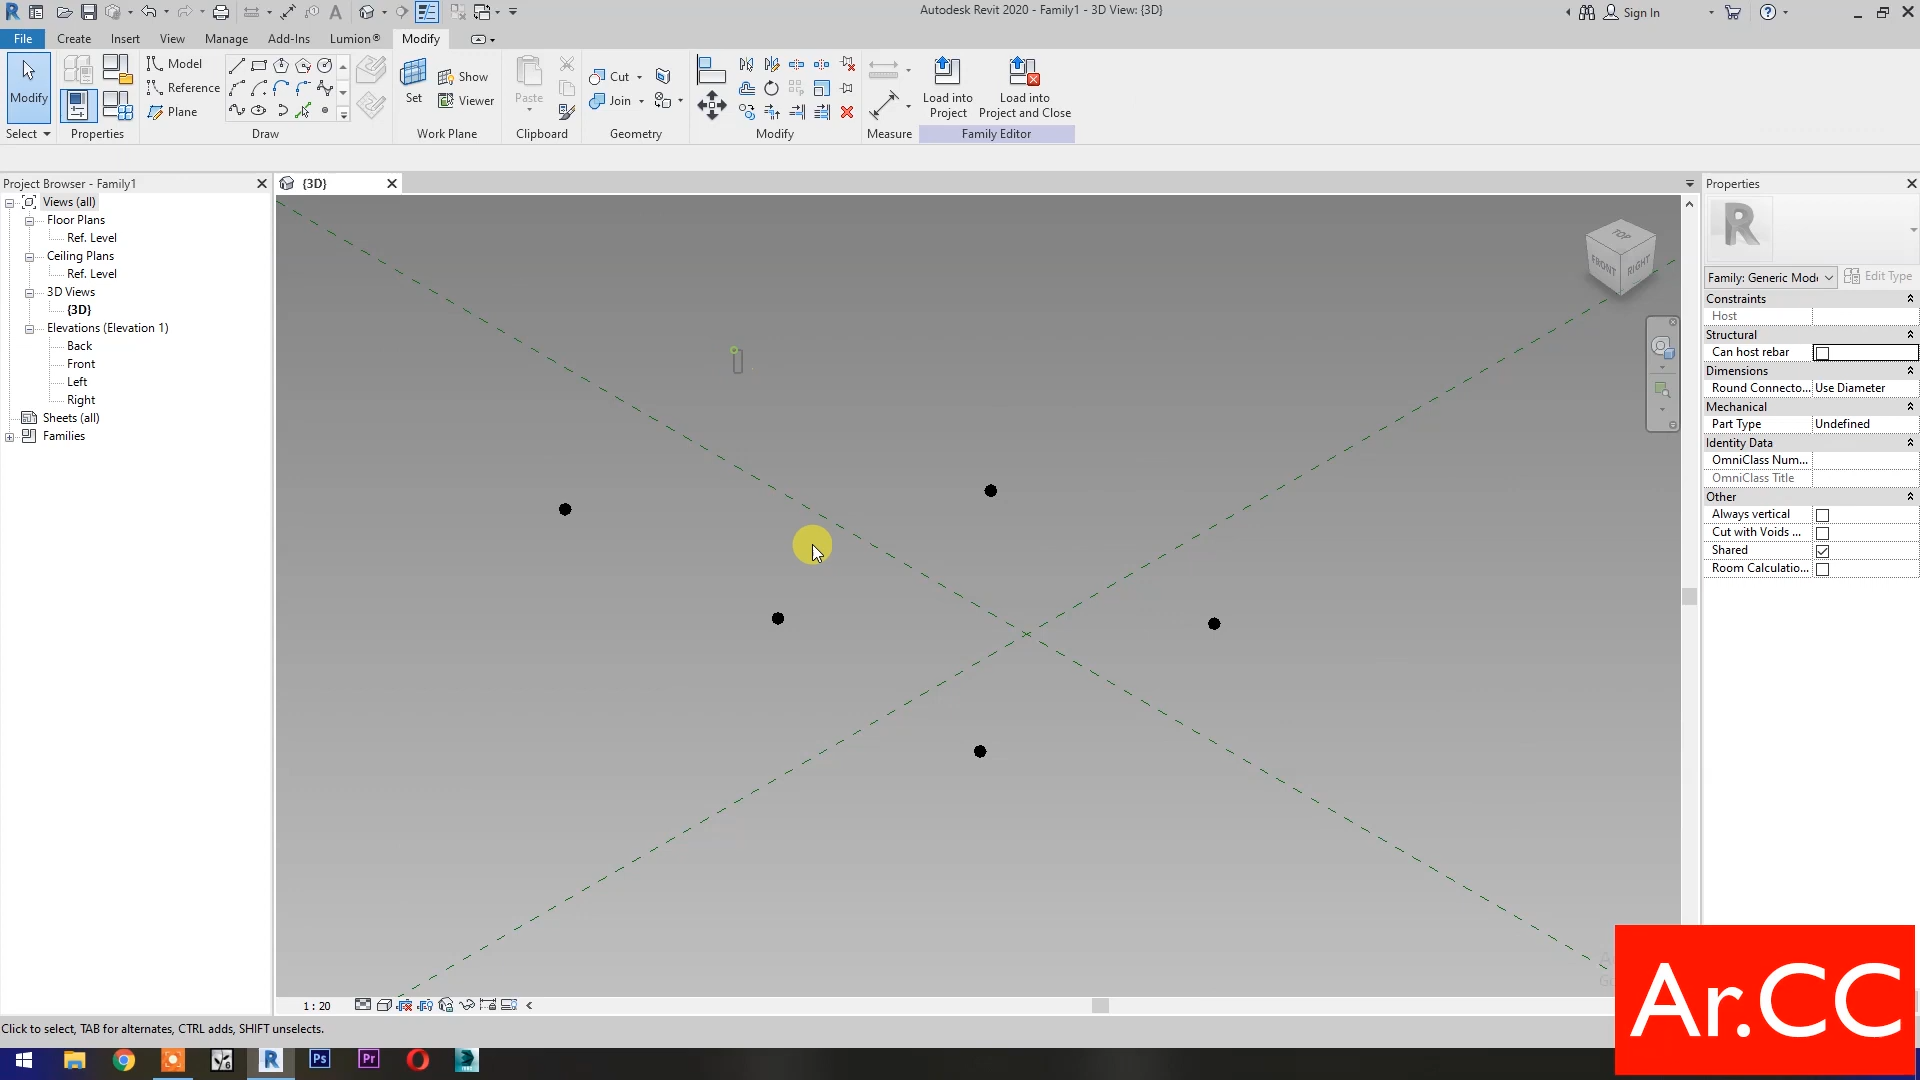 Autodesk Revit 2020 - Family1 - 3D View: {3D}
Sign In
File
Create
Insert
View
Manage
Add-Ins
Lumion®
Modify
Modify
Select
Properties
Model
Reference
Plane
Draw
Set
Show
Viewer
Work Plane
Paste
Clipboard
Cut
Join
Geometry
Modify
Measure
Load into
Project
Load into
Project and Close
Family Editor
Project Browser - Family1
{3D}
Properties
Views (all)
Floor Plans
Ref. Level
Ceiling Plans
Ref. Level
3D Views
{3D}
Elevations (Elevation 1)
Back
Front
Left
Right
Sheets (all)
Families
TOP
FRONT
RIGHT
Family: Generic Mode
Edit Type
Constraints
Host
Structural
Can host rebar
Dimensions
Round Connecto... Use Diameter
Mechanical
Part Type Undefined
Identity Data
OmniClass Num...
OmniClass Title
Other
Always vertical
Cut with Voids ...
Shared
Room Calculatio...
1 : 20
Click to select, TAB for alternates, CTRL adds, SHIFT unselects.
Ps
Pr
Ar.CC